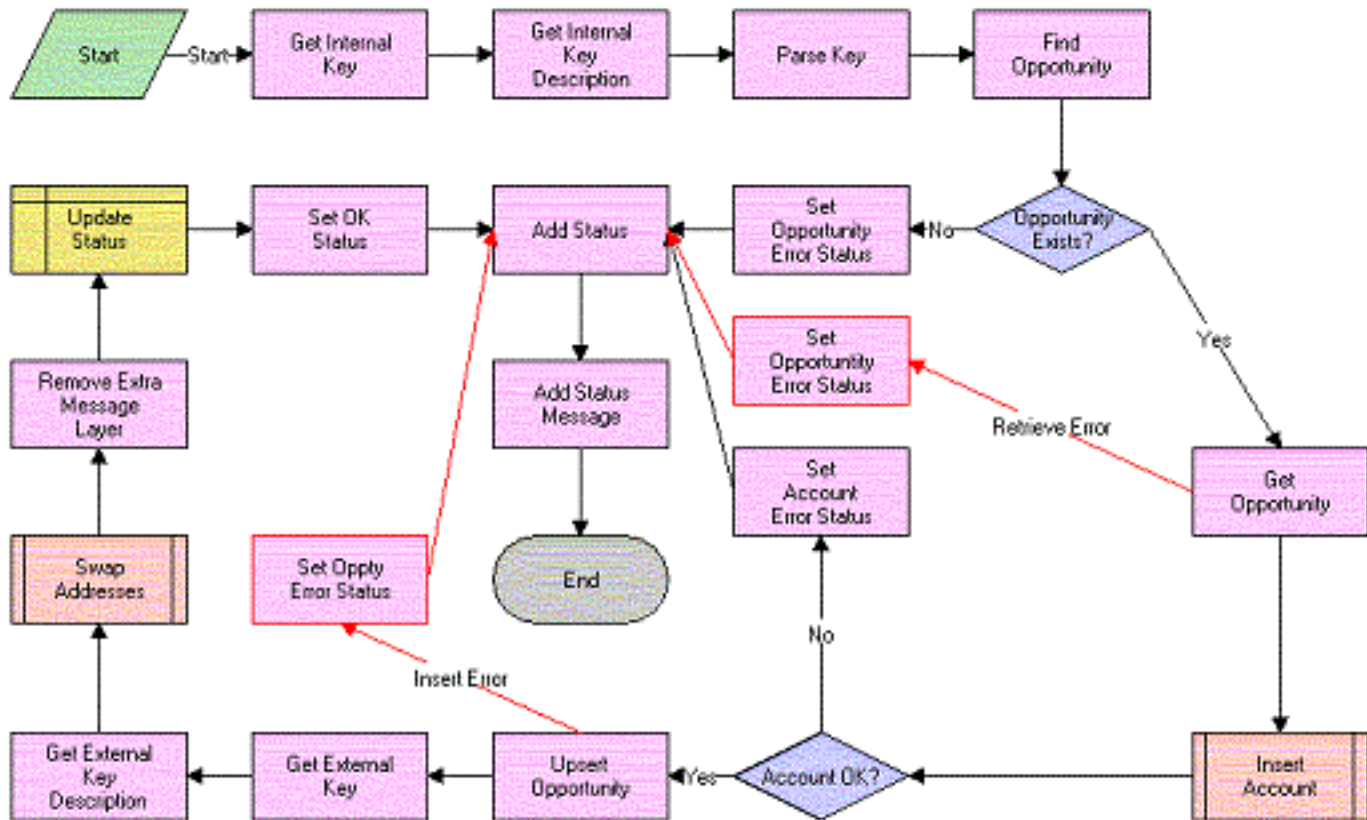 Start
Start
Get Internal
Key
Get Internal
Key
Description
Parse Key
Find
Opportunity
Update
Status
Set OK
Status
Add Status
Set
Opportunity
Error Status
No
Opportunity
Exists?
Yes
Remove Extra
Message
Layer
Add Status
Message
Set
Opportuntity
Error Status
Retrieve Error
Set
Account
Error Status
Get
Opportunity
Swap
Addresses
Set Oppty
Error Status
End
No
Insert Error
Get External
Key
Description
Get External
Key
Upsert
Opportunity
Yes
Account OK?
Insert
Account